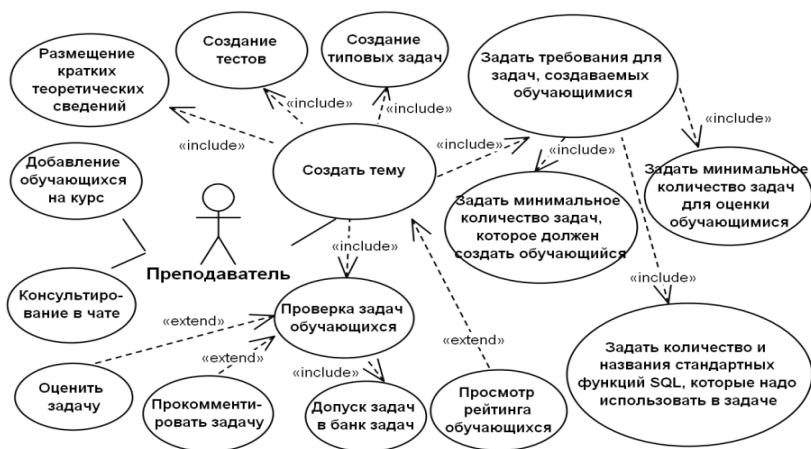 Размещение
кратких
теоретических
сведений
Создание
тестов
Создание
типовых задач
Задать требования для
задач, создаваемых
обучающимися
«include»
«include»
«include»
«include»
«include»
«include»
Добавление
обучающихся
на курс
Создать тему
Задать минимальное
количество задач,
которое должен
создать обучающийся
Задать минимальное
количество задач
для оценки
обучающимися
Преподаватель
«include»
«include»
Консультиро-
вание в чате
Проверка задач
обучающихся
«extend»
«extend»
«include»
«extend»
Оценить
задачу
Прокомменти-
ровать задачу
Допуск задач
в банк задач
Просмотр
рейтинга
обучающихся
Задать количество и
названия стандартных
функций SQL, которые надо
использовать в задаче